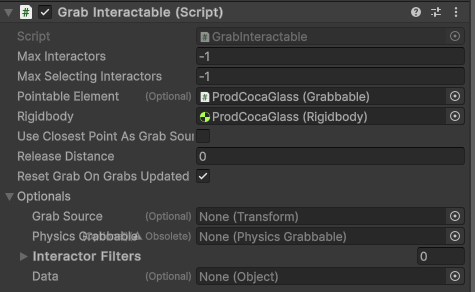 Grab Interactable (Script)
Script GrabInteractable
Max Interactors -1
Max Selecting Interactors -1
Pointable Element (Optional) ProdCocaGlass (Grabbable)
Rigidbody ProdCocaGlass (Rigidbody)
Use Closest Point As Grab Sour
Release Distance 0
Reset Grab On Grabs Updated
Optionals
Grab Source (Optional) None (Transform)
Physics Grabbable Obsolete) None (Physics Grabbable)
Interactor Filters 0
Data (Optional) None (Object)